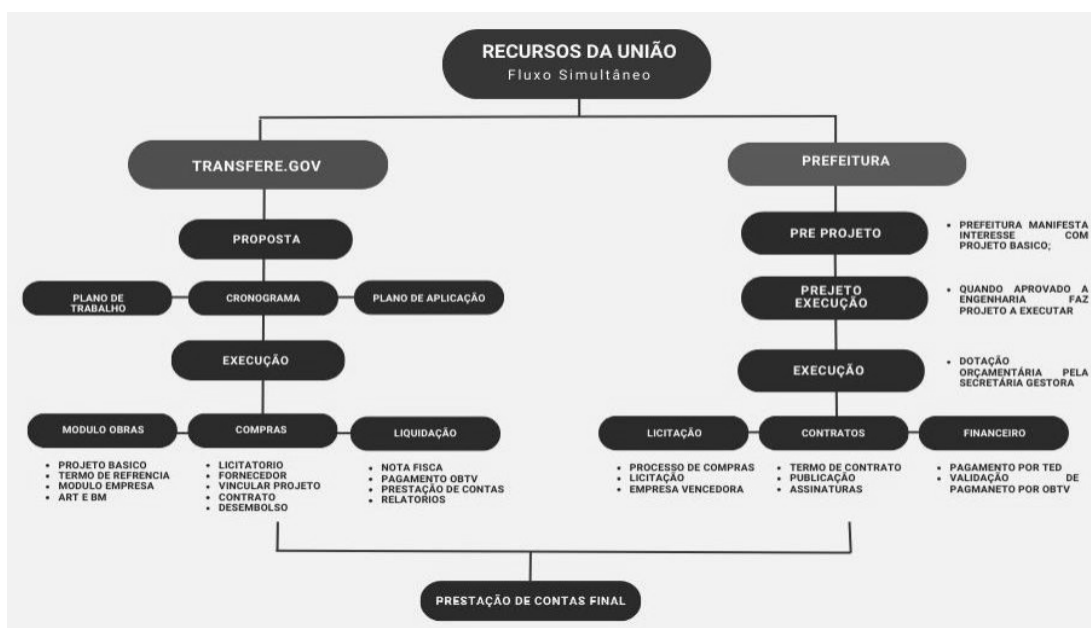 RECURSOS DA UNIÃO
Fluxo Simultâneo
TRANSFERE.GOV
PROPOSTA
PLANO DE
TRABALHO
CRONOGRAMA
PLANO DE APLICAÇÃO
EXECUÇÃO
MODULO OBRAS
COMPRAS
LIQUIDAÇÃO
• PROJETO BASICO
• TERMO DE REFRENCIA
• MODULO EMPRESA
• ART E BM
• LICITATORIO
• FORNECEDOR
• VINCULAR PROJETO
• CONTRATO
• DESEMBOLSO
• NOTA FISCA
• PAGAMENTO OBTV
• PRESTAÇÃO DE CONTAS
• RELATORIOS
PREFEITURA
PRE PROJETO
• PREFEITURA MANIFESTA
INTERESSE COM
PROJETO BASICO;
PREJETO
EXECUÇÃO
• QUANDO APROVADO A
ENGENHARIA FAZ
PROJETO A EXECUTAR
EXECUÇÃO
• DOTAÇÃO
ORÇAMENTÁRIA PELA
SECRETÁRIA GESTORA
LICITAÇÃO
CONTRATOS
FINANCEIRO
• PROCESSO DE COMPRAS
• LICITAÇÃO
• EMPRESA VENCEDORA
• TERMO DE CONTRATO
• PUBLICAÇÃO
• ASSINATURAS
• PAGAMENTO POR TED
• VALIDAÇÃO DE
PAGMANETO POR OBTV
PRESTAÇÃO DE CONTAS FINAL